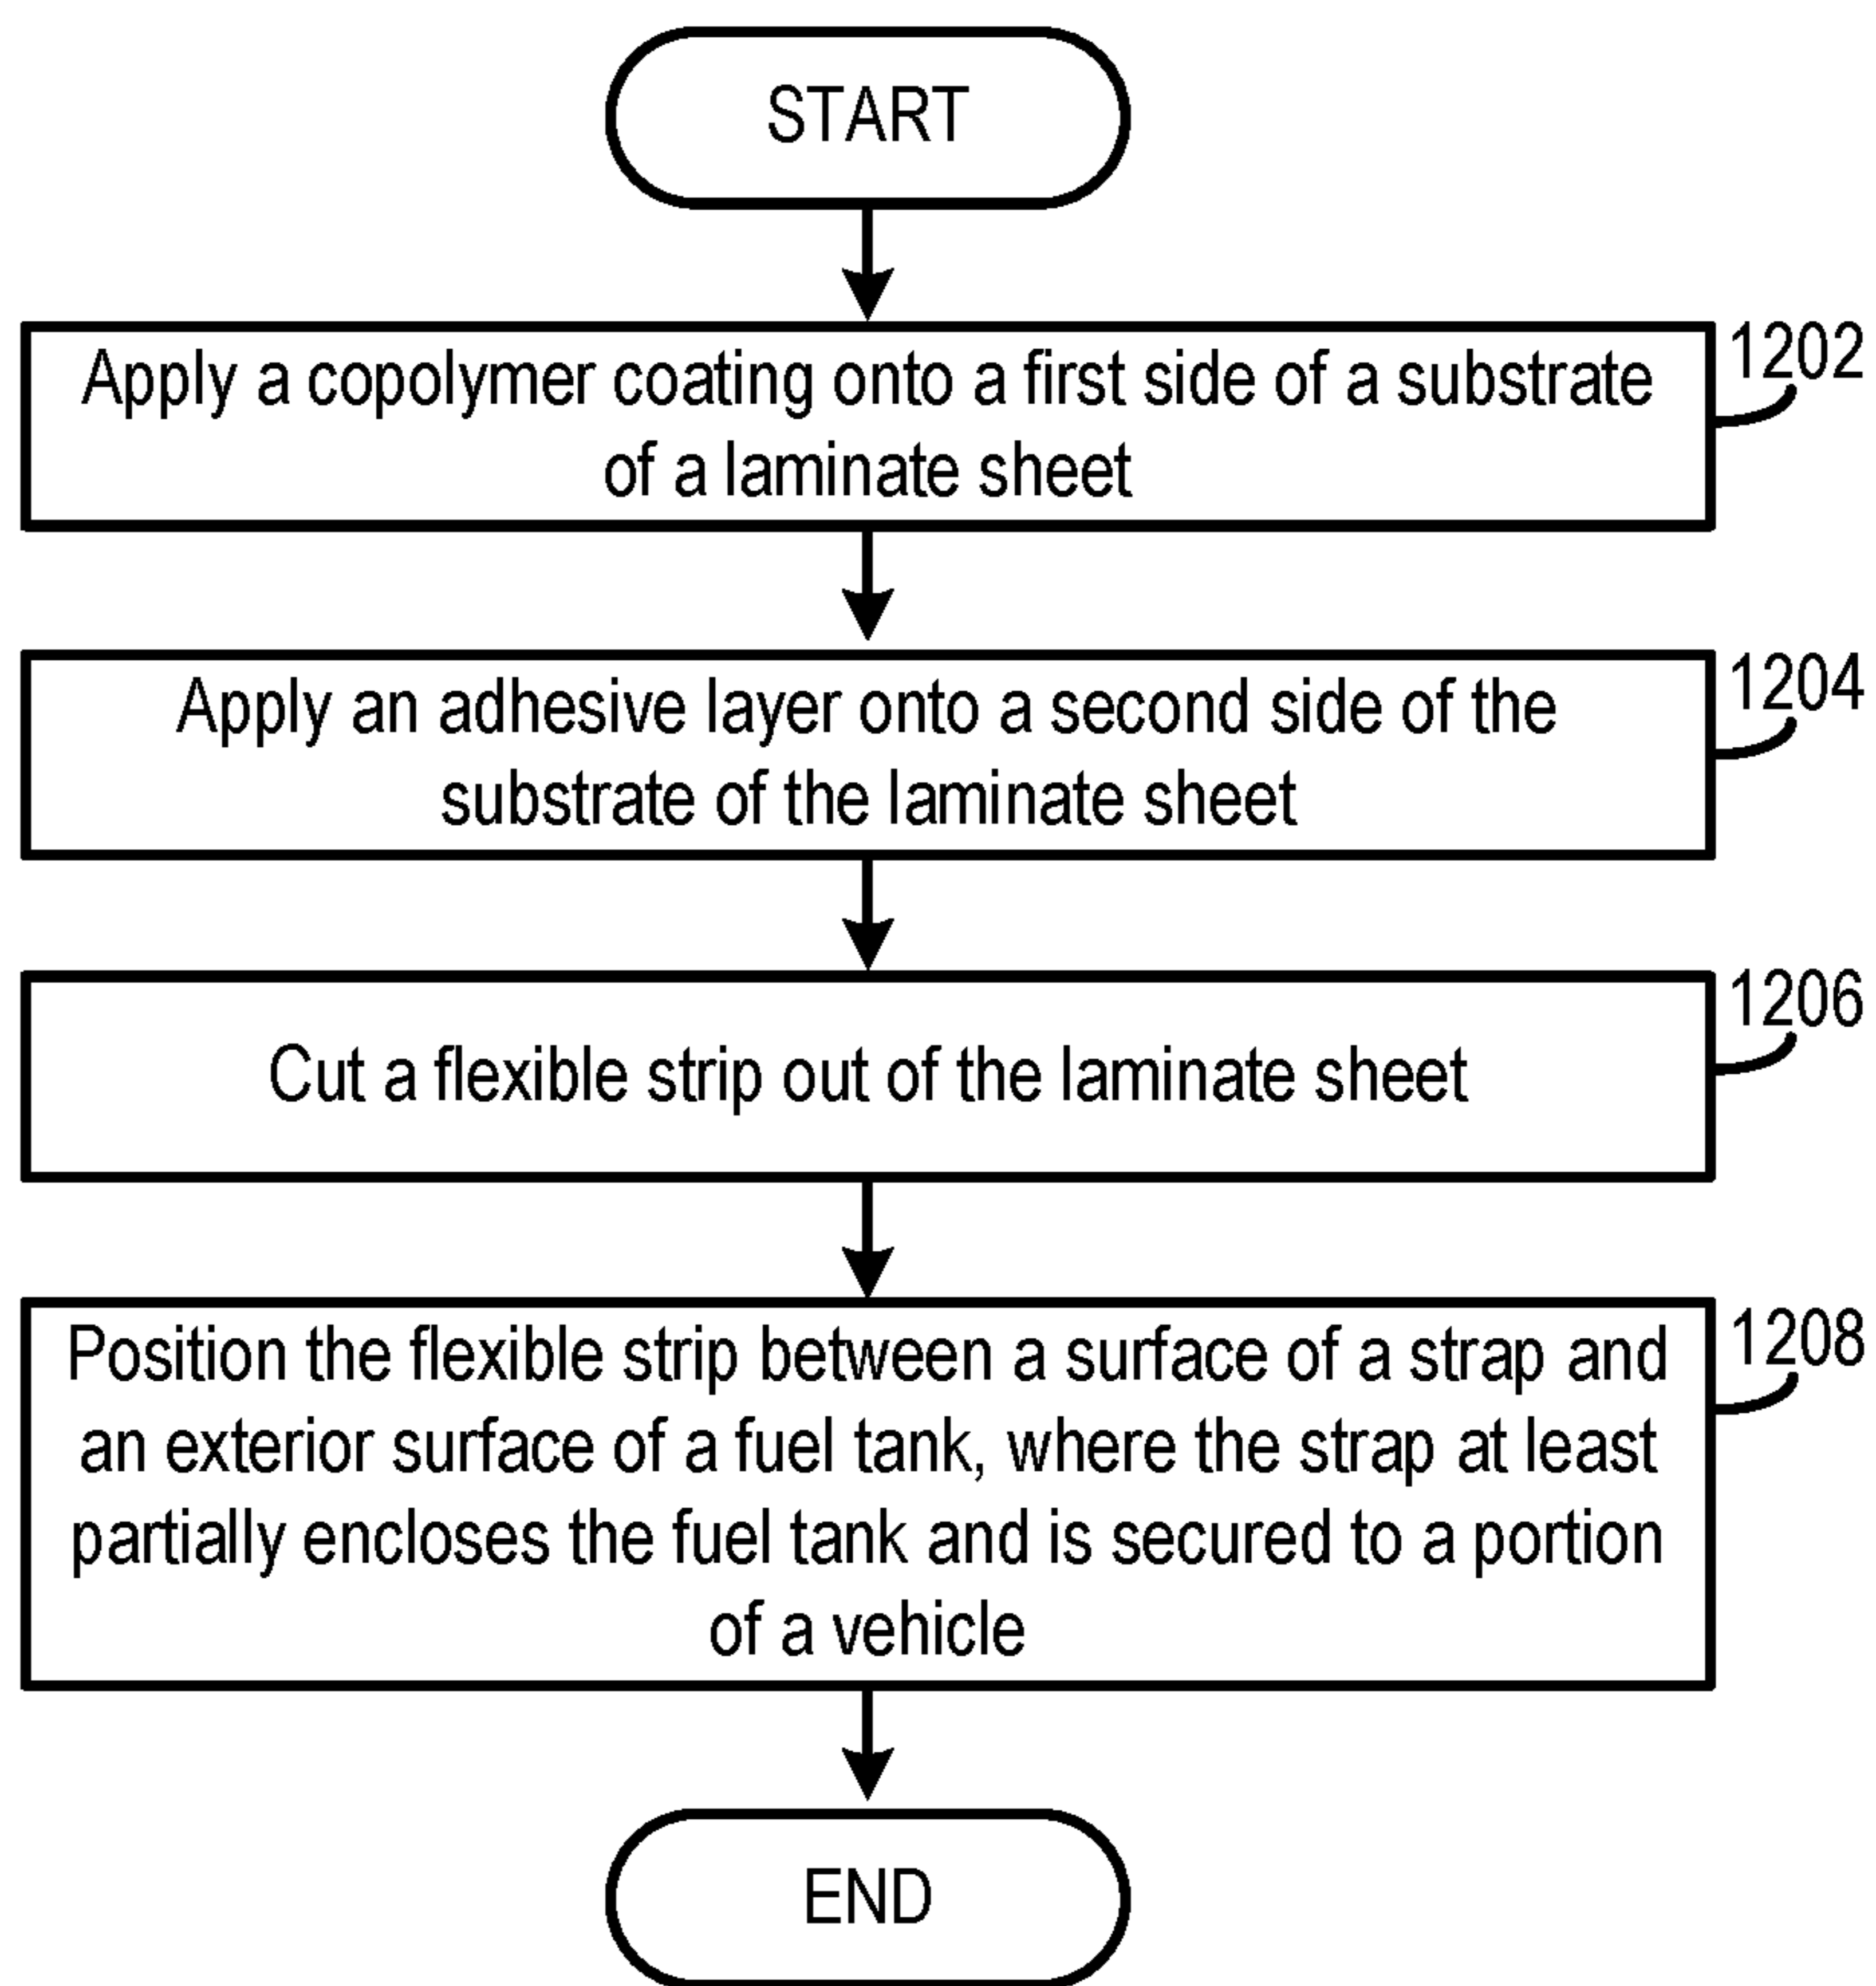 START
Apply a copolymer coating onto a first side of a substrate
of a laminate sheet
1202
Apply an adhesive layer onto a second side of the
substrate of the laminate sheet
1204
Cut a flexible strip out of the laminate sheet
1206
Position the flexible strip between a surface of a strap and
an exterior surface of a fuel tank, where the strap at least
partially encloses the fuel tank and is secured to a portion
of a vehicle
1208
END